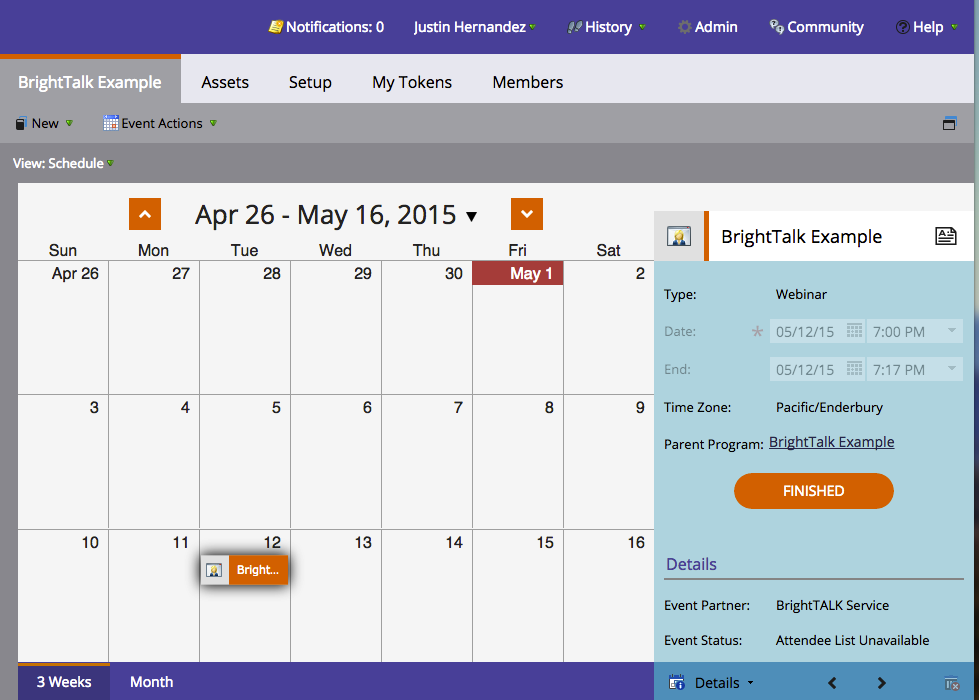 Notifications: 0 Justin Hernandez History Admin Community Help
BrightTalk Example Assets Setup My Tokens Members
New Event Actions
View: Schedule
Apr 26 - May 16, 2015
Sun Mon Tue Wed Thu Fri Sat
Apr 26 27 28 29 30 May 1 2
3 4 5 6 7 8 9
10 11 12 13 14 15 16
Bright...
3 Weeks Month
BrightTalk Example
Type: Webinar
Date: * 05/12/15 7:00 PM
End: 05/12/15 7:17 PM
Time Zone: Pacific/Enderbury
Parent Program: BrightTalk Example
FINISHED
Details
Event Partner: BrightTALK Service
Event Status: Attendee List Unavailable
Details